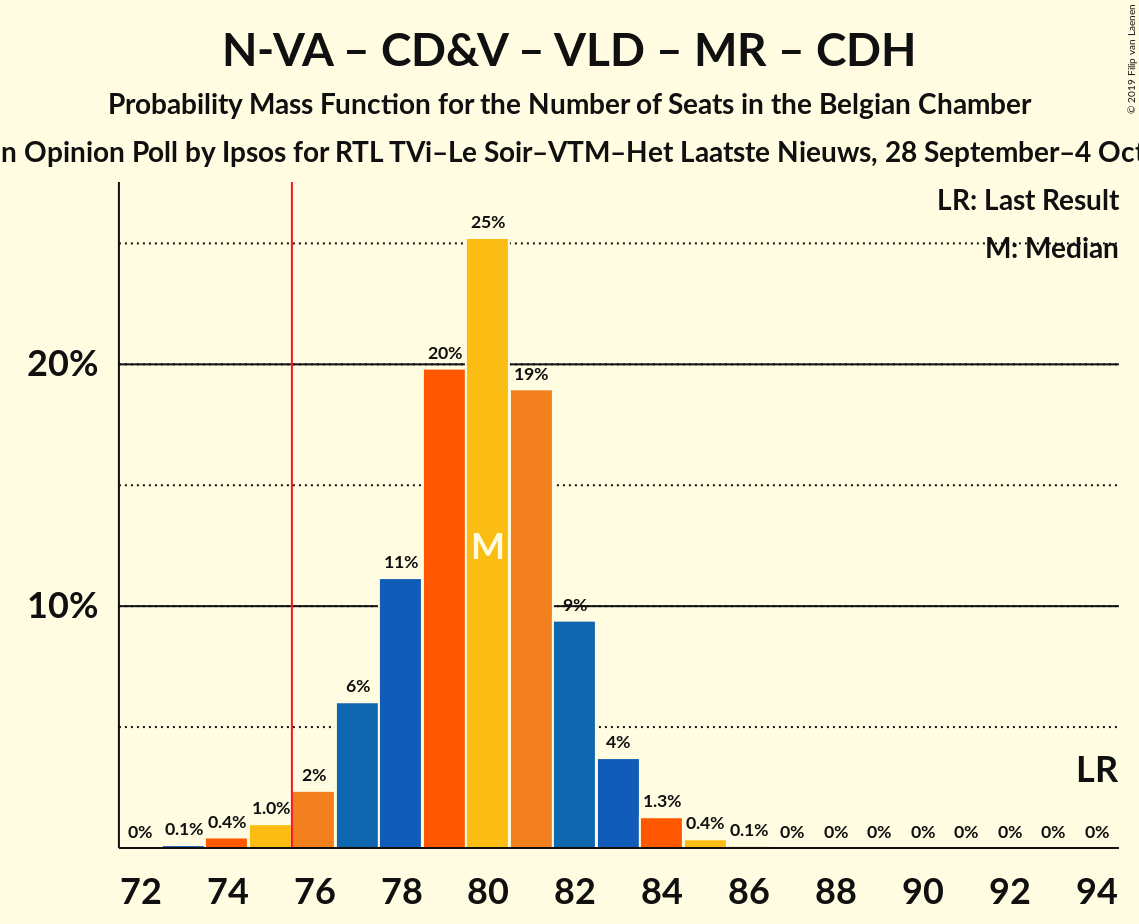 N-VA – CD&V – VLD – MR – CDH
Probability Mass Function for the Number of Seats in the Belgian Chamber
n Opinion Poll by Ipsos for RTL TVi–Le Soir–VTM–Het Laatste Nieuws, 28 September–4 Oct
© 2019 Filip van Laenen
LR: Last Result
M: Median
25%
20%
20%
19%
M
11%
10%
9%
6%
4%
LR
2%
1.3%
0% 0.1% 0.4% 1.0% 0.4% 0.1% 0% 0% 0% 0% 0% 0% 0% 0%
72 74 76 78 80 82 84 86 88 90 92 94